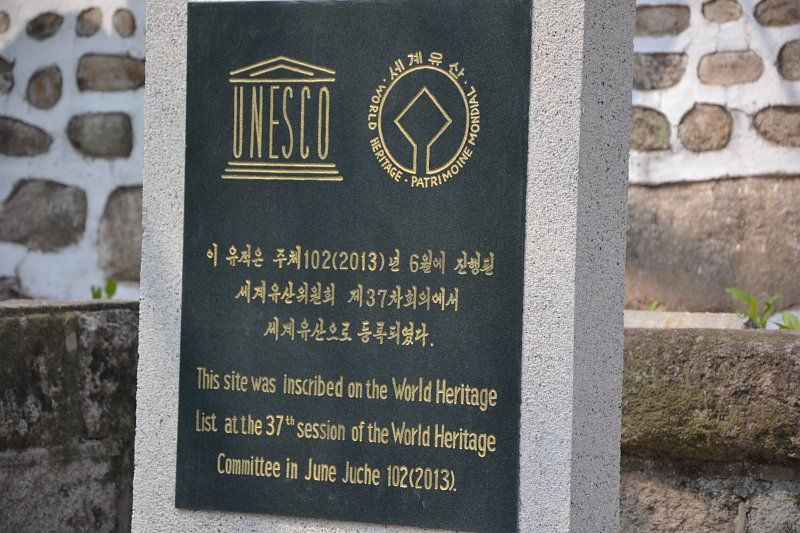 UNESCO
세계유산
WORLD HERITAGE · PATRIMOINE MONDIAL ·
이 유적은 주체102(2013)년 6월에 진행된
세계유산위원회 제37차회의에서
세계유산으로 등록되였다.
This site was inscribed on the World Heritage
List at the 37th session of the World Heritage
Committee in June Juche 102(2013).